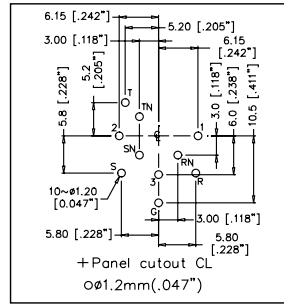 6.15 [.242"]
5.20 [.205"]
3.00 [.118"]
6.15
[.242"]
5.2
[.205"]
5.8 [.228"]
T
TN
2
1
3.0 [.118"]
6.0 [.238"]
10.5 [.411"]
SN
RN
S
3
R
10~ø1.20
[0.047"]
G
3.00 [.118"]
5.80 [.228"]
5.80
[.228"]
+Panel cutout CL
Oø1.2mm(.047")